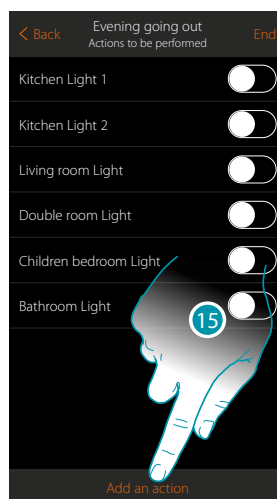 < Back Evening going out End
Actions to be performed
Kitchen Light 1
Kitchen Light 2
Living room Light
Double room Light
Children bedroom Light
Bathroom Light
15
Add an action